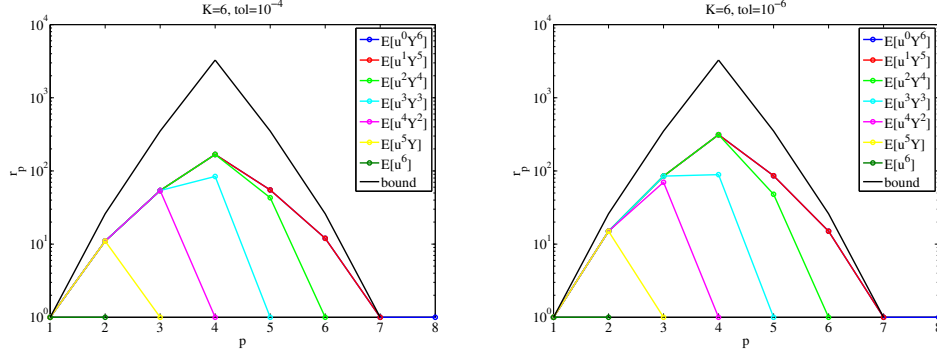 K=6, tol=10⁻⁴
10⁴
10³
10²
10¹
10⁰
r_p
1 2 3 4 5 6 7 8
p
E[u⁰Y⁶]
E[u¹Y⁵]
E[u²Y⁴]
E[u³Y³]
E[u⁴Y²]
E[u⁵Y]
E[u⁶]
bound
K=6, tol=10⁻⁶
10⁴
10³
10²
10¹
10⁰
r_p
1 2 3 4 5 6 7 8
p
E[u⁰Y⁶]
E[u¹Y⁵]
E[u²Y⁴]
E[u³Y³]
E[u⁴Y²]
E[u⁵Y]
E[u⁶]
bound